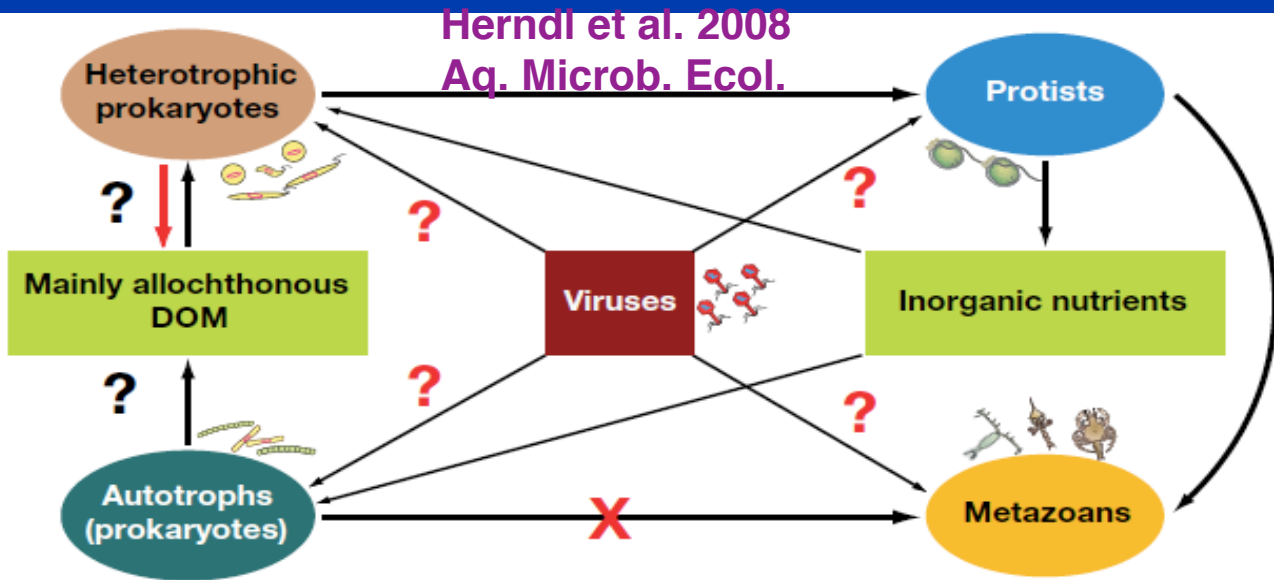 Herndl et al. 2008
Aq. Microb. Ecol.
Heterotrophic
prokaryotes
Protists
?
?
?
Mainly allochthonous
DOM
Viruses
Inorganic nutrients
?
?
?
Autotrophs
(prokaryotes)
X
Metazoans